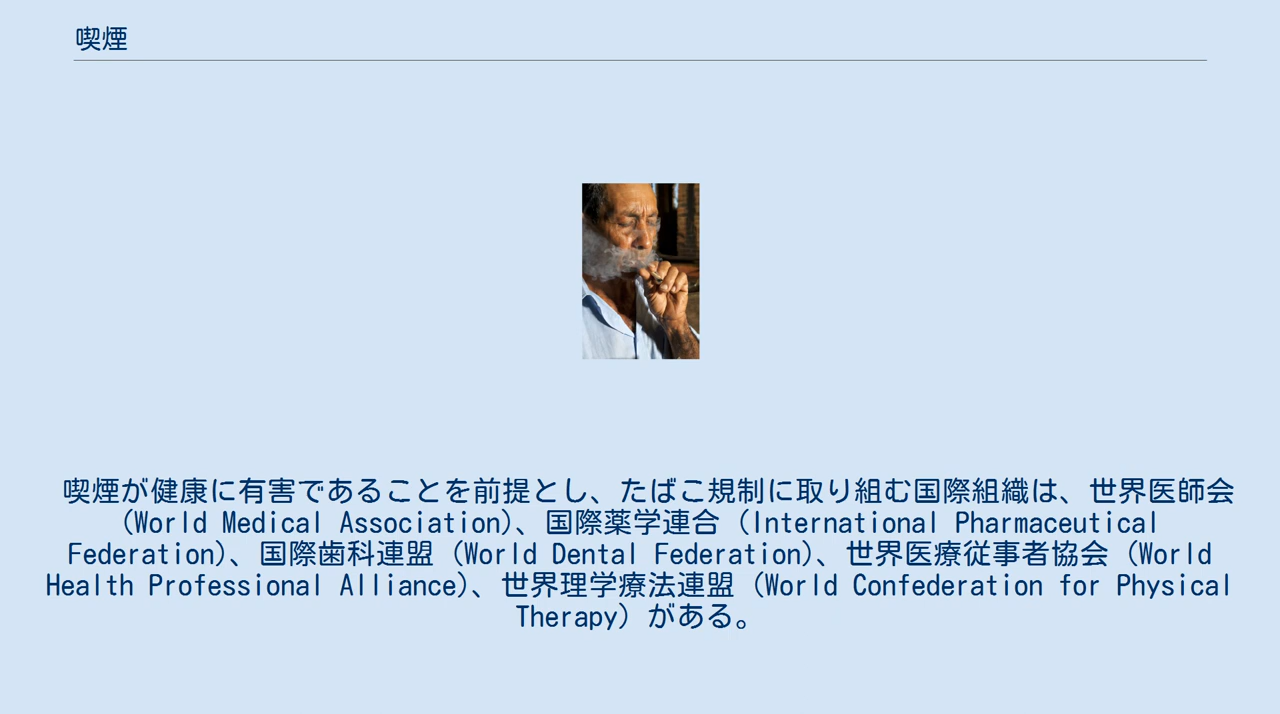 喫煙
喫煙が健康に有害であることを前提とし、たばこ規制に取り組む国際組織は、世界医師会
（World Medical Association）、国際薬学連合（International Pharmaceutical
Federation）、国際歯科連盟（World Dental Federation）、世界医療従事者協会（World
Health Professional Alliance）、世界理学療法連盟（World Confederation for Physical
Therapy）がある。